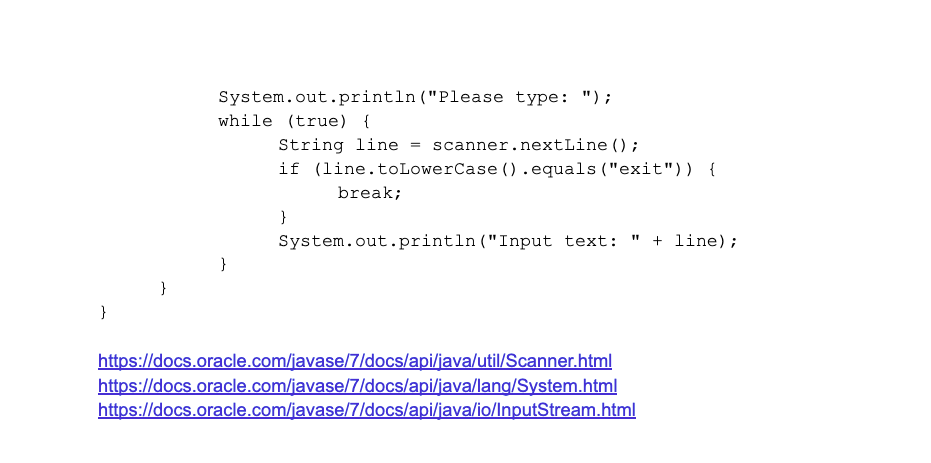 System.out.println("Please type: ");
while (true) {
String line = scanner.nextLine();
if (line.toLowerCase().equals("exit")) {
break;
}
System.out.println("Input text: " + line);
}
}
}
https://docs.oracle.com/javase/7/docs/api/java/util/Scanner.html
https://docs.oracle.com/javase/7/docs/api/java/lang/System.html
https://docs.oracle.com/javase/7/docs/api/java/io/InputStream.html